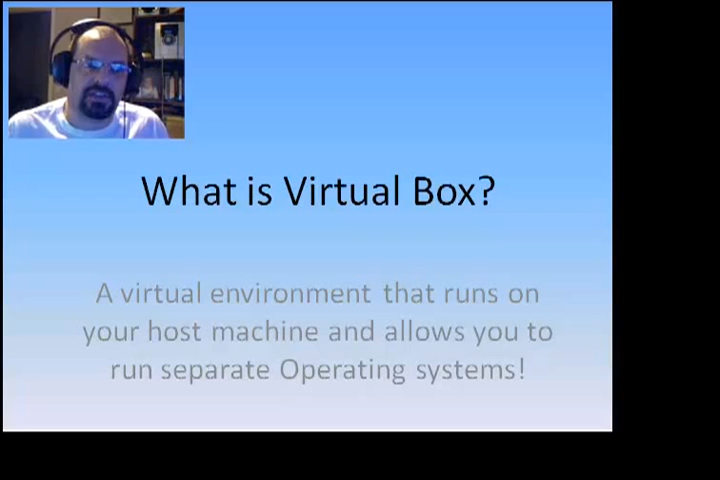 What is Virtual Box?
A virtual environment that runs on
your host machine and allows you to
run separate Operating systems!